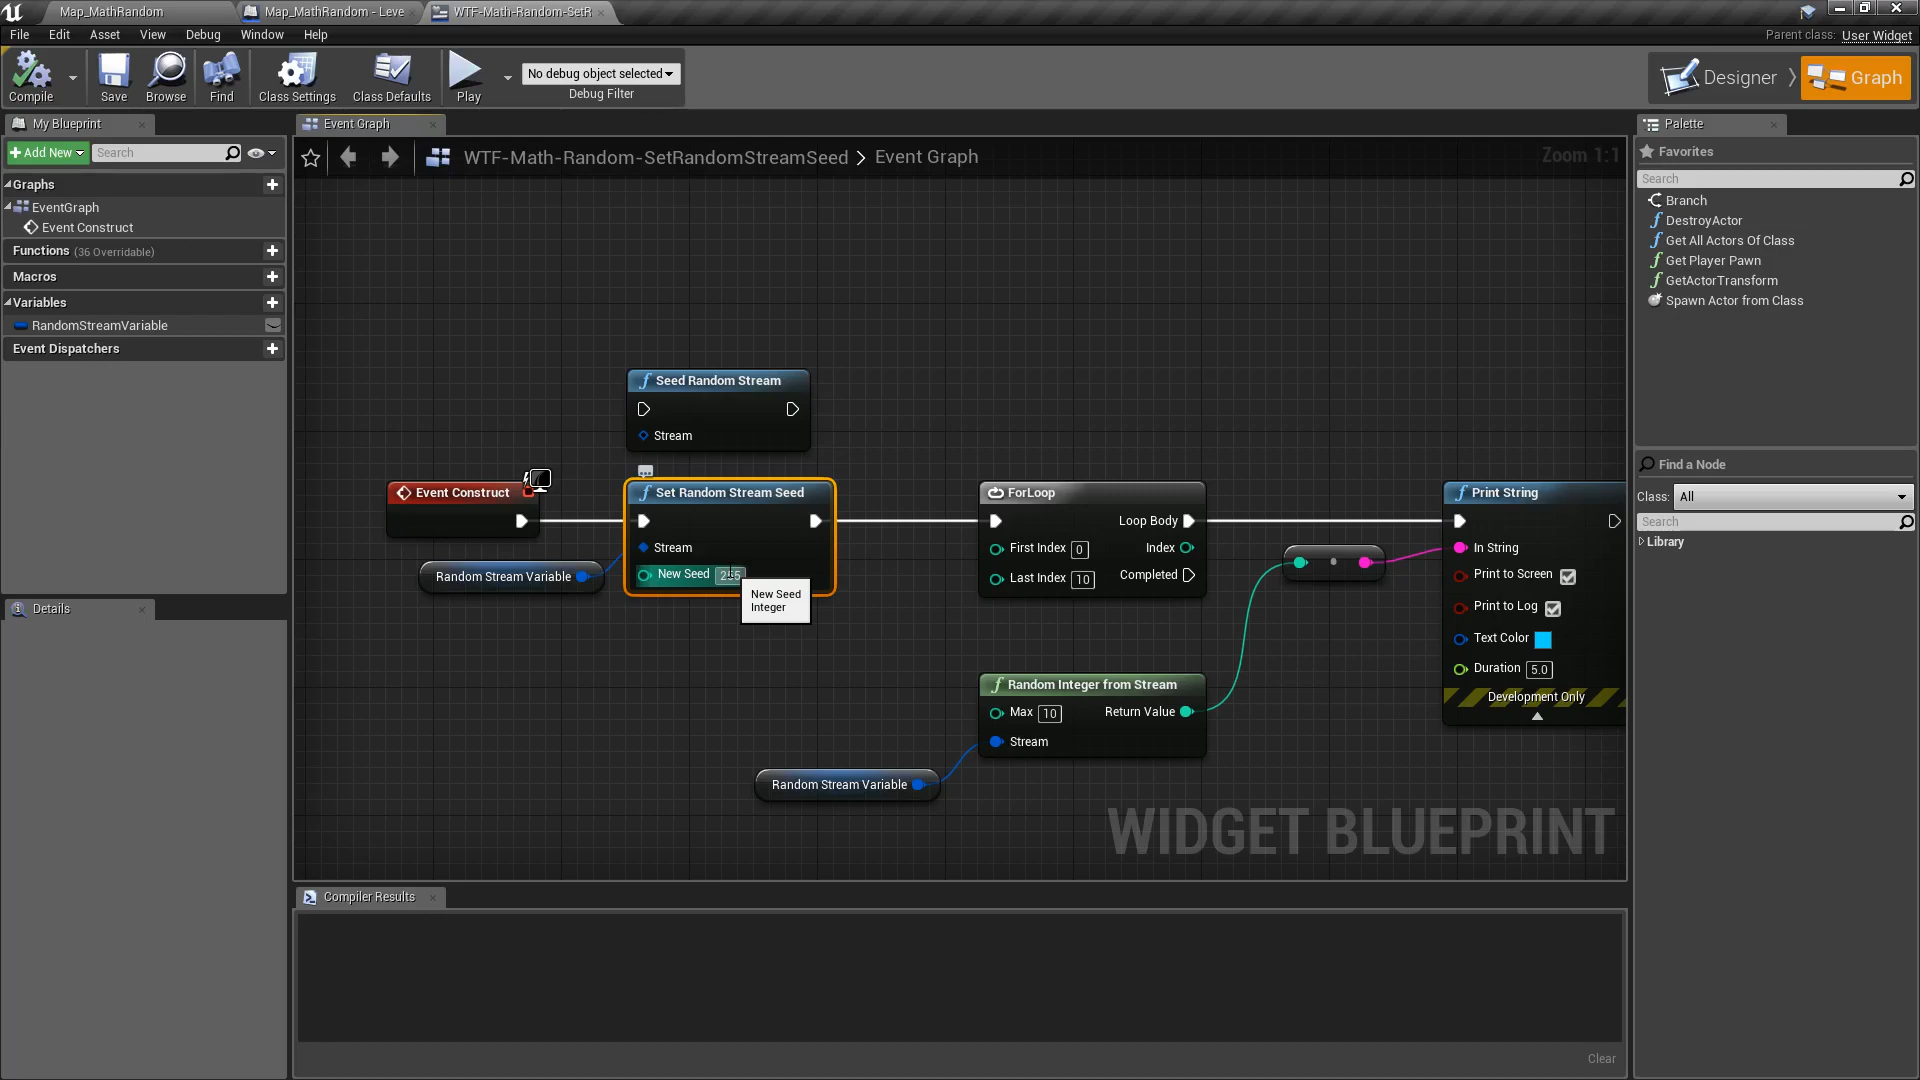 Map_MathRandom
Map_MathRandom - Leve
WTF-Math-Random-SetR
File Edit Asset View Debug Window Help
Parent class: User Widget
Compile
Save
Browse
Find
Class Settings
Class Defaults
Play
No debug object selected
Debug Filter
Designer
Graph
My Blueprint
Add New
Search
Graphs
EventGraph
Event Construct
Functions (36 Overridable)
Macros
Variables
RandomStreamVariable
Event Dispatchers
Details
Event Graph
WTF-Math-Random-SetRandomStreamSeed > Event Graph
Zoom 1:1
Seed Random Stream
Stream
Event Construct
Set Random Stream Seed
Stream
New Seed
New Seed
Integer
Random Stream Variable
ForLoop
Loop Body
First Index 0
Index
Last Index 10
Completed
Random Integer from Stream
Max 10
Return Value
Stream
Random Stream Variable
Print String
In String
Print to Screen
Print to Log
Text Color
Duration 5.0
Development Only
WIDGET BLUEPRINT
Compiler Results
Clear
Palette
Favorites
Search
Branch
DestroyActor
Get All Actors Of Class
Get Player Pawn
GetActorTransform
Spawn Actor from Class
Find a Node
Class: All
Search
Library